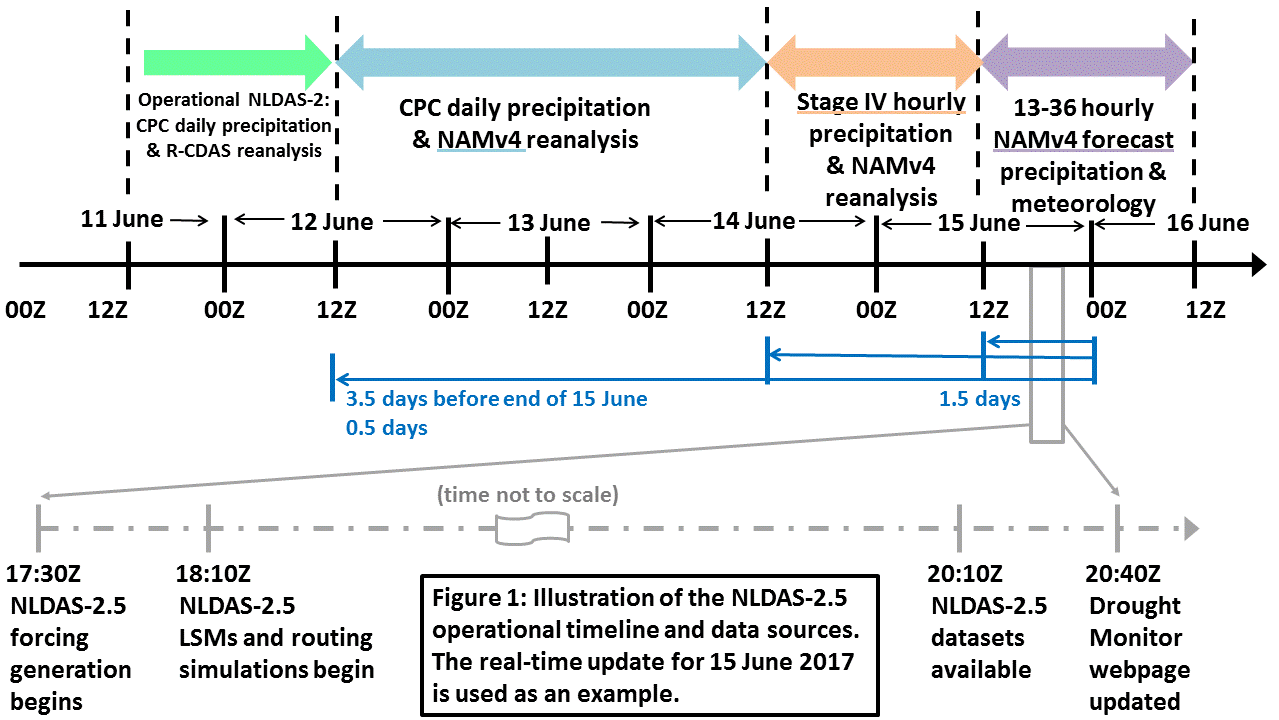 Operational NLDAS-2:
CPC daily precipitation
& R-CDAS reanalysis
CPC daily precipitation
& NAMv4 reanalysis
Stage IV hourly
precipitation
& NAMv4
reanalysis
13-36 hourly
NAMv4 forecast
precipitation &
meteorology
11 June
12 June
13 June
14 June
15 June
16 June
00Z
12Z
00Z
12Z
00Z
12Z
00Z
12Z
00Z
12Z
00Z
12Z
3.5 days before end of 15 June
0.5 days
1.5 days
(time not to scale)
17:30Z
NLDAS-2.5
forcing
generation
begins
18:10Z
NLDAS-2.5
LSMs and routing
simulations begin
Figure 1: Illustration of the NLDAS-2.5
operational timeline and data sources.
The real-time update for 15 June 2017
is used as an example.
20:10Z
NLDAS-2.5
datasets
available
20:40Z
Drought
Monitor
webpage
updated